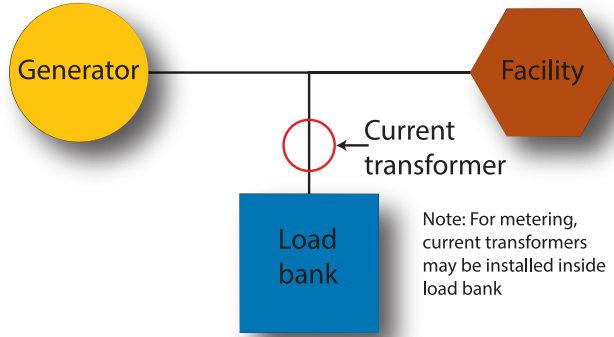 Generator
Facility
Current
transformer
Load
bank
Note: For metering,
current transformers
may be installed inside
load bank